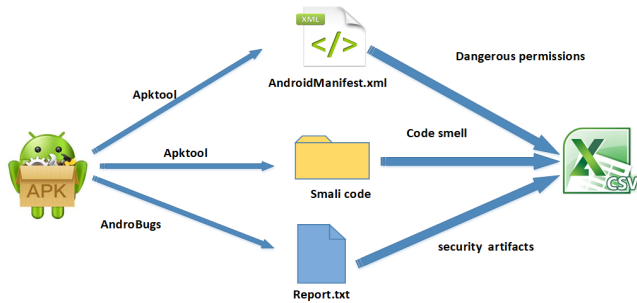 XML
</>
Dangerous permissions
AndroidManifest.xml
Apktool
Code smell
Apktool
APK
X
CSV
Smali code
AndroBugs
security artifacts
Report.txt